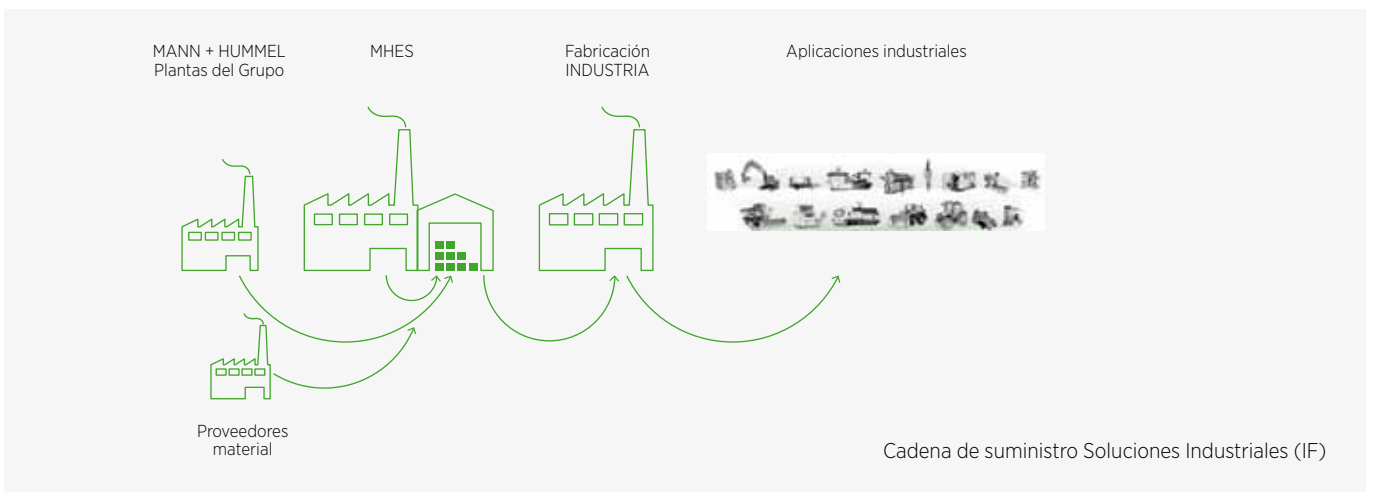 MANN + HUMMEL
Plantas del Grupo
MHES
Fabricación
INDUSTRIA
Aplicaciones industriales
Proveedores
material
Cadena de suministro Soluciones Industriales (IF)